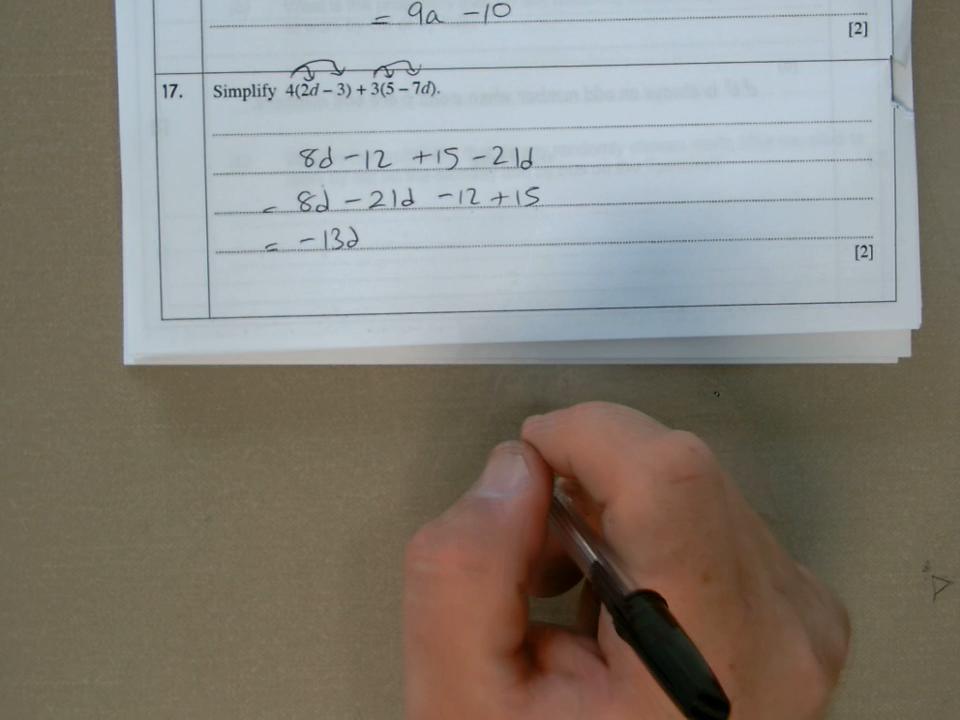 = 9a - 10
[2]
17. Simplify 4(2d – 3) + 3(5 – 7d).
8d - 12 + 15 - 21d
= 8d - 21d - 12 + 15
= - 13d
[2]